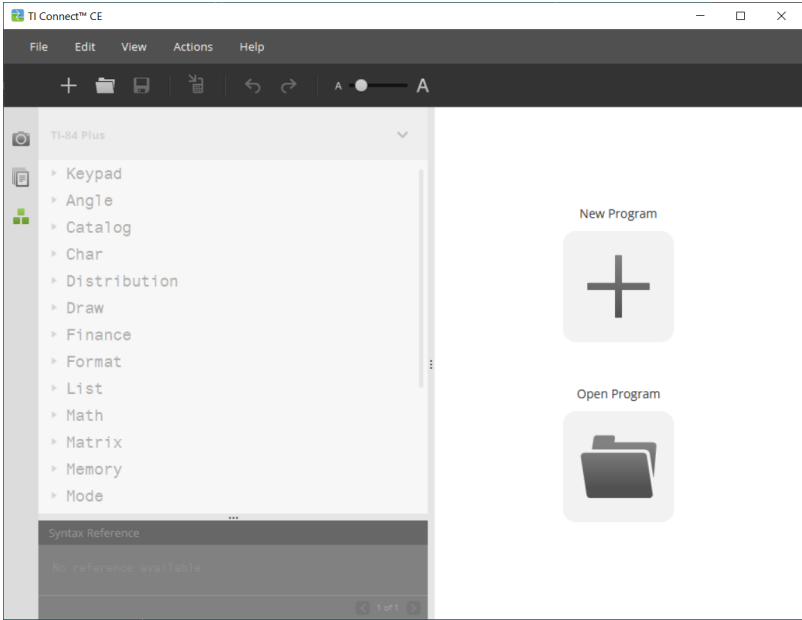 TI Connect™ CE
File Edit View Actions Help
A A
TI-84 Plus
Keypad
Angle
Catalog
Char
Distribution
Draw
Finance
Format
List
Math
Matrix
Memory
Mode
Syntax Reference
No reference available
1 of 1
New Program
Open Program